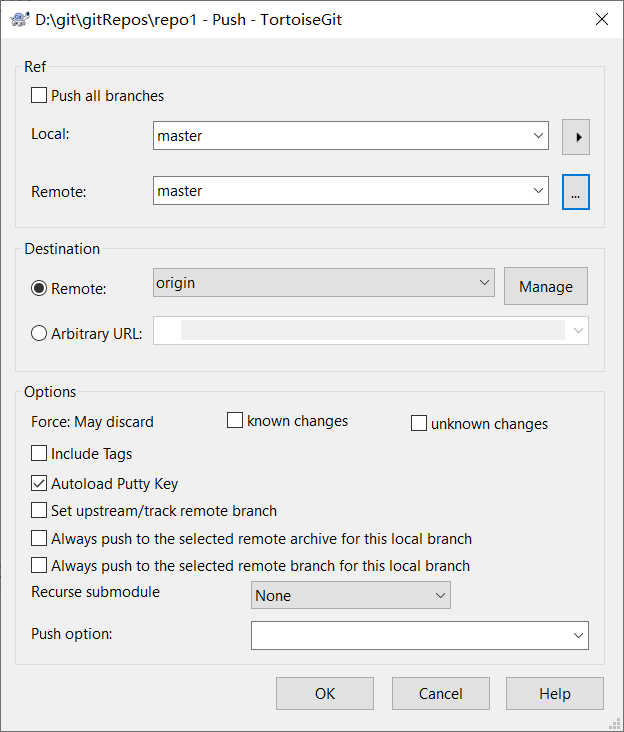 D:\git\gitRepos\repo1 - Push - TortoiseGit
Ref
Push all branches
Local:
master
Remote:
master
...
Destination
Remote:
origin
Manage
Arbitrary URL:
Options
Force: May discard
known changes
unknown changes
Include Tags
Autoload Putty Key
Set upstream/track remote branch
Always push to the selected remote archive for this local branch
Always push to the selected remote branch for this local branch
Recurse submodule
None
Push option:
OK
Cancel
Help